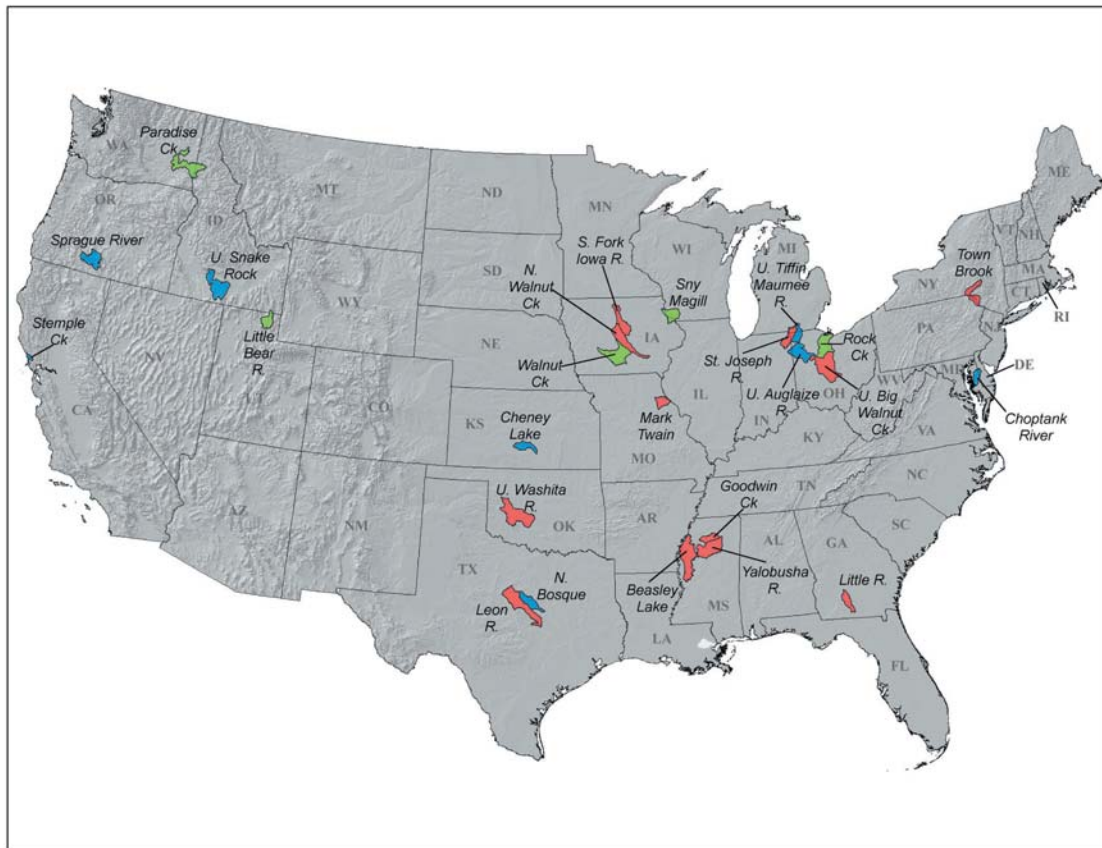 Paradise
Ck
WA
MT
ND
MN
ME
OR
ID
Sprague River
U. Snake
Rock
SD
S. Fork
Iowa R.
N.
Walnut
Ck
WI
Sny
Magill
MI
U. Tiffin
Maumee
R.
VT
NH
Town
Brook
NY
MA
CT
RI
WY
Stemple
Ck
NV
Little
Bear
R.
UT
NE
IA
Walnut
Ck
St. Joseph
R.
Rock
Ck
PA
NJ
CA
CO
KS
Cheney
Lake
Mark
Twain
MO
IL
IN
U. Auglaize
R.
OH
U. Big
Walnut
Ck
WV
MD
DE
Choptank
River
VA
KY
AZ
NM
U. Washita
R.
OK
AR
Goodwin
Ck
TN
NC
SC
TX
Leon
R.
N.
Bosque
Beasley
Lake
Yalobusha
R.
MS
AL
GA
Little R.
LA
FL